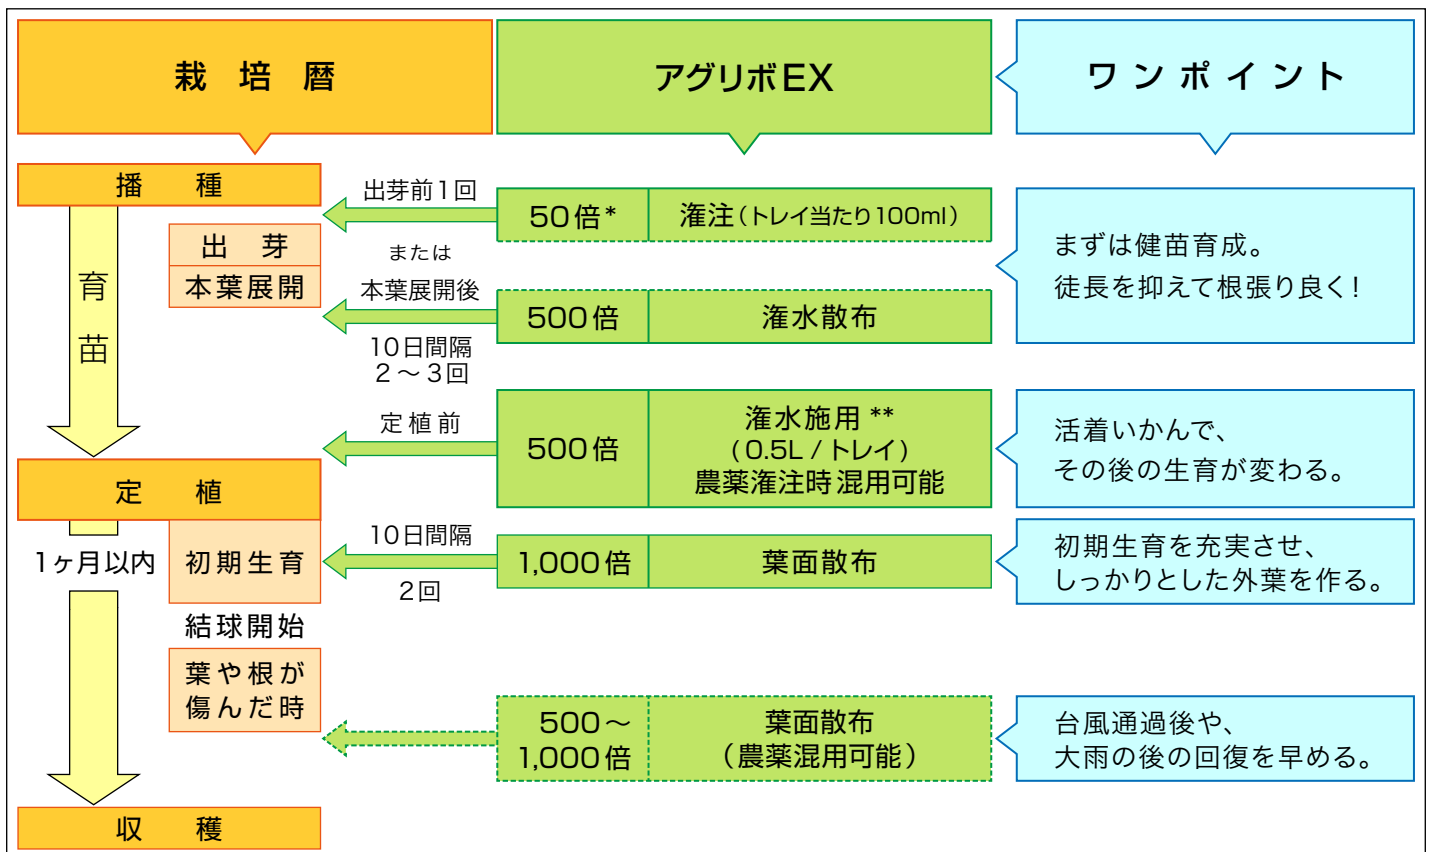 栽培暦
アグリボEX
ワンポイント
播種
出芽前1回
50倍*
潅注（トレイ当たり100ml）
出芽
または
まずは健苗育成。
徒長を抑えて根張り良く！
本葉展開
本葉展開後
500倍
潅水散布
育苗
10日間隔
2～3回
定植前
500倍
潅水施用**
(0.5L / トレイ)
農薬潅注時混用可能
活着いかんで、
その後の生育が変わる。
定植
10日間隔
1ヶ月以内
初期生育
2回
1,000倍
葉面散布
初期生育を充実させ、
しっかりとした外葉を作る。
結球開始
葉や根が
傷んだ時
500～
1,000倍
葉面散布
（農薬混用可能）
台風通過後や、
大雨の後の回復を早める。
収穫